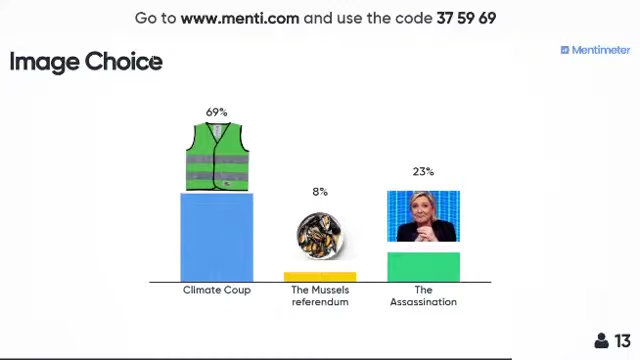 Go to www.menti.com and use the code 37 59 69
Image Choice
Mentimeter
69%
8%
23%
Climate Coup
The Mussels
referendum
The
Assassination
13